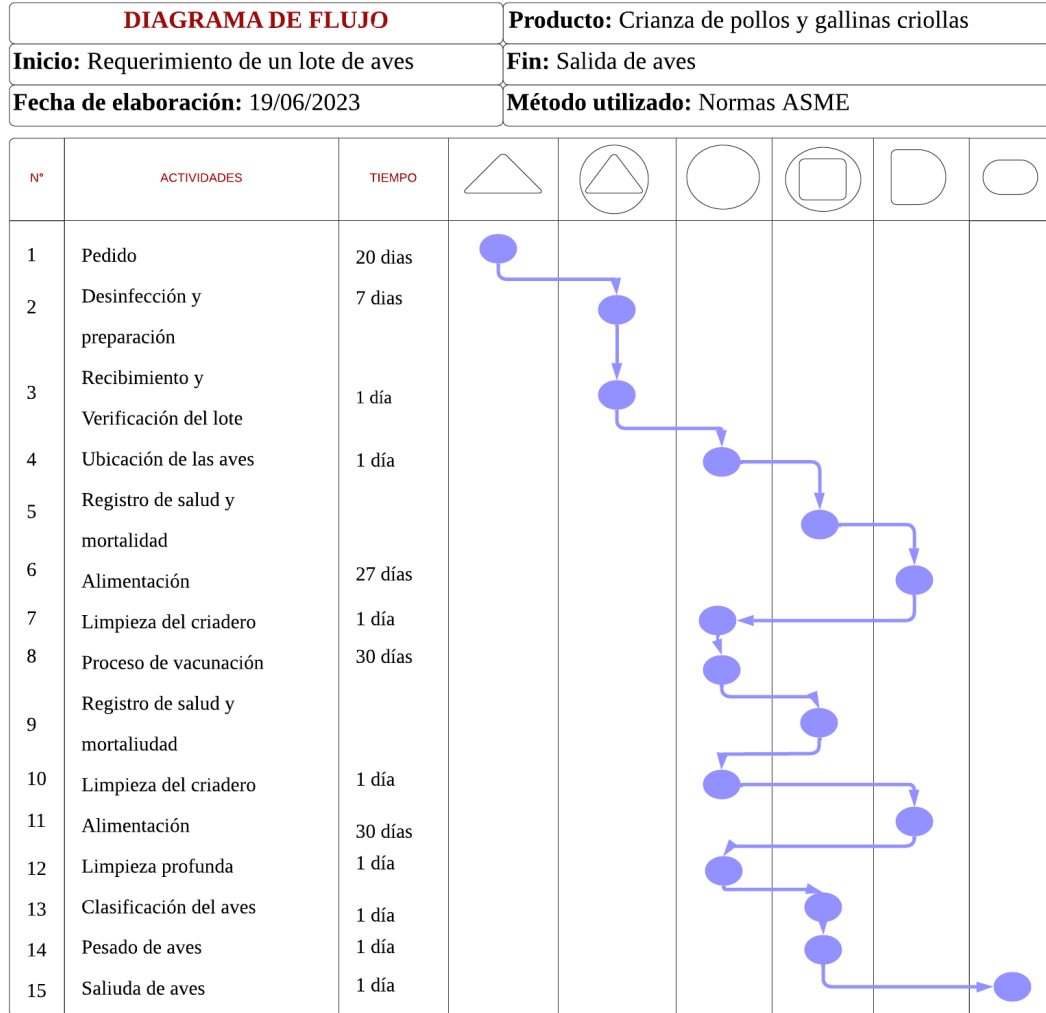 DIAGRAMA DE FLUJO
Producto: Crianza de pollos y gallinas criollas
Inicio: Requerimiento de un lote de aves
Fin: Salida de aves
Fecha de elaboración: 19/06/2023
Método utilizado: Normas ASME
N°
ACTIVIDADES
TIEMPO
1
Pedido
20 dias
2
Desinfección y
preparación
7 dias
3
Recibimiento y
Verificación del lote
1 día
4
Ubicación de las aves
1 día
5
Registro de salud y
mortalidad
6
Alimentación
27 días
7
Limpieza del criadero
1 día
8
Proceso de vacunación
30 días
9
Registro de salud y
mortaliudad
10
Limpieza del criadero
1 día
11
Alimentación
30 días
12
Limpieza profunda
1 día
13
Clasificación del aves
1 día
14
Pesado de aves
1 día
15
Saliuda de aves
1 día